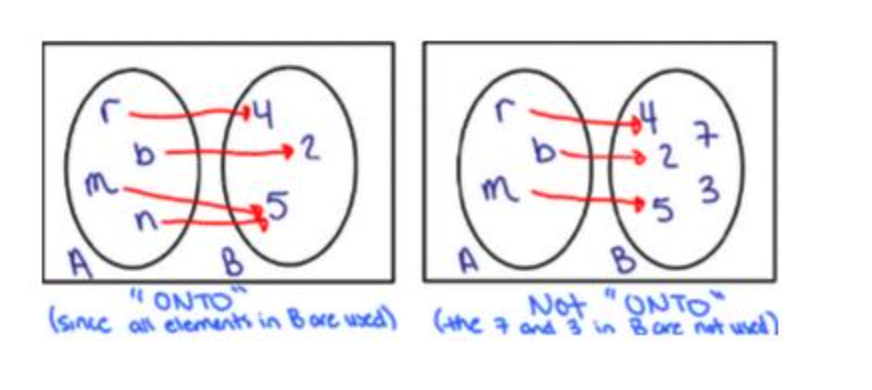 r 4
b 2
m
n 5
A B
"ONTO"
(since all elements in B are used)
r 4 7
b 2
m 5 3
A B
Not "ONTO"
(the 7 and 3 in B are not used)